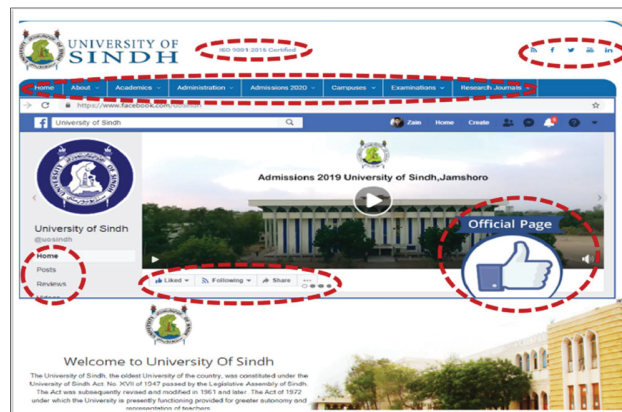 UNIVERSITY OF
SINDH
ISO 9001:2015 Certified
Home About Academics Administration Admissions 2020 Campuses Examinations Research Journals
https://www.facebook.com/uosindh
University of Sindh
Zain Home Create
Admissions 2019 University of Sindh,Jamshoro
Official Page
University of Sindh
@uosindh
Home
Posts
Reviews
Videos
Liked Following Share ...
Welcome to University Of Sindh
The University of Sindh, the oldest University of the country, was constituted under the
University of Sindh Act. No. XVII of 1947 passed by the Legislative Assembly of Sindh.
The Act was subsequently revised and modified in 1961 and later. The Act of 1972
under which the University is presently functioning provided for greater autonomy and
representation of teachers.